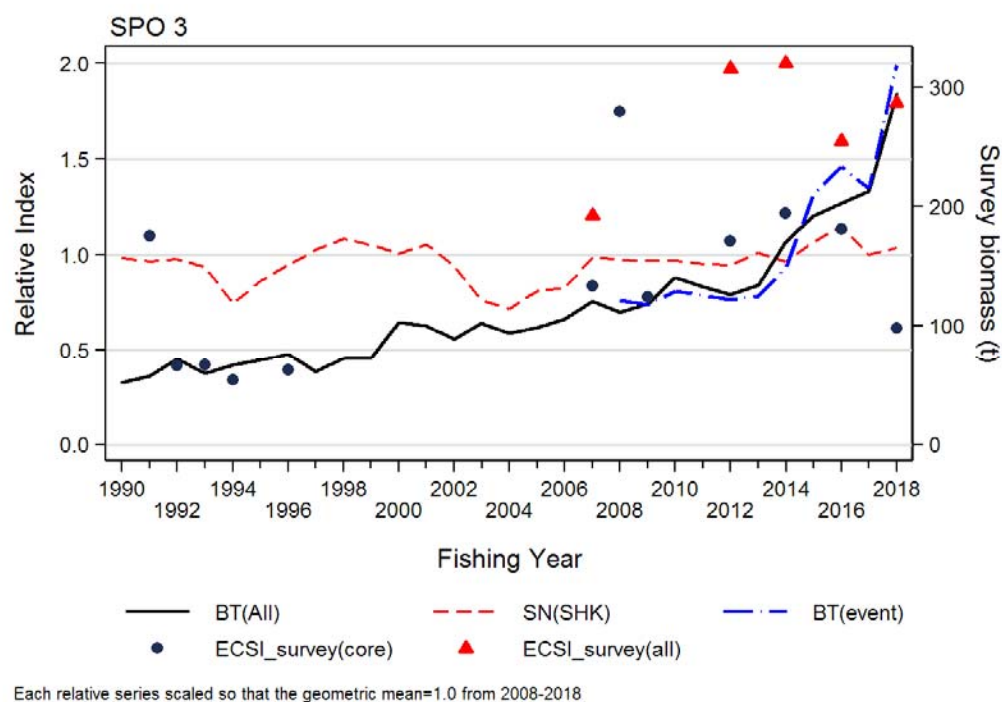 SPO 3
2.0
1.5
1.0
0.5
0.0
Relative Index
300
200
100
0
Survey biomass (t)
1990 1994 1998 2002 2006 2010 2014 2018
1992 1996 2000 2004 2008 2012 2016
Fishing Year
BT(All) SN(SHK) BT(event)
ECSI_survey(core) ECSI_survey(all)
Each relative series scaled so that the geometric mean=1.0 from 2008-2018